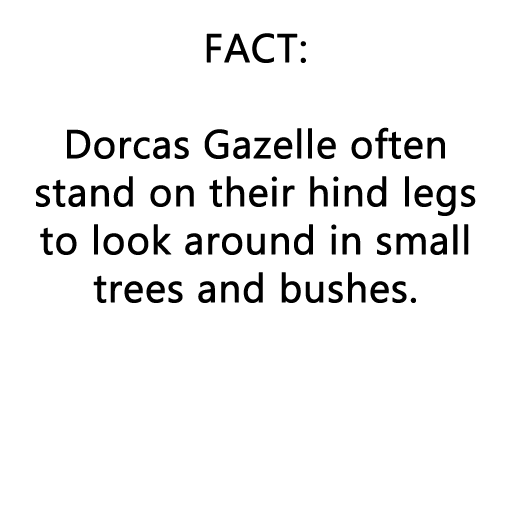 FACT:
Dorcas Gazelle often
stand on their hind legs
to look around in small
trees and bushes.